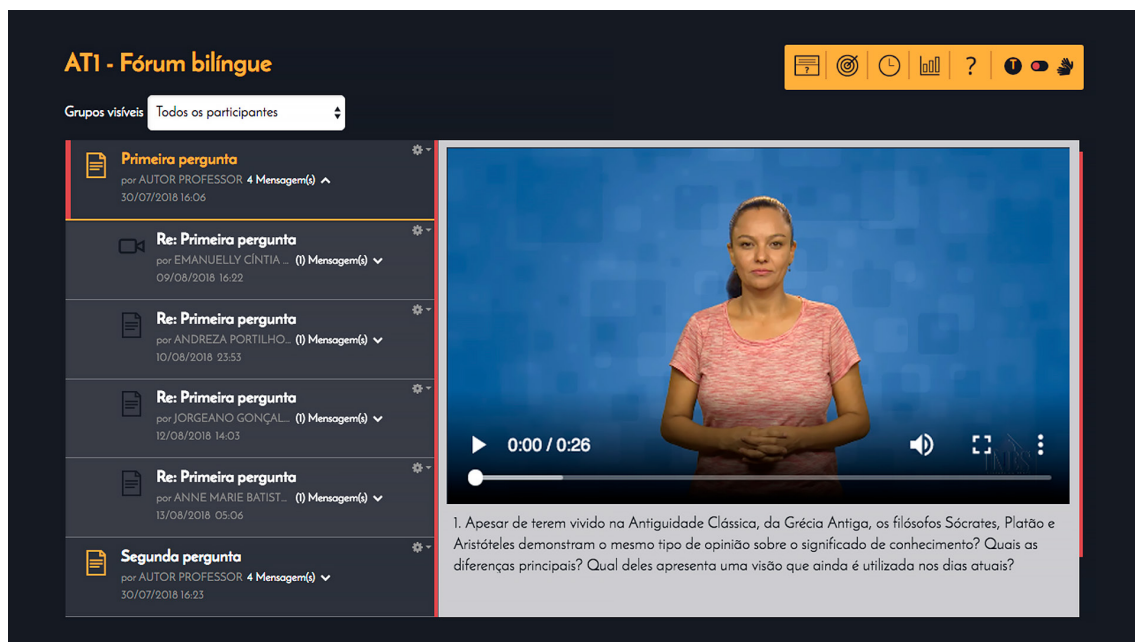 AT1 - Fórum bilíngue
Grupos visíveis Todos os participantes
Primeira pergunta
por AUTOR PROFESSOR 4 Mensagem(s)
30/07/2018 16:06
Re: Primeira pergunta
por EMANUELLY CÍNTIA ... (1) Mensagem(s)
09/08/2018 16:22
Re: Primeira pergunta
por ANDREZA PORTILHO... (1) Mensagem(s)
10/08/2018 23:53
Re: Primeira pergunta
por JORGEANO GONÇAL... (1) Mensagem(s)
12/08/2018 14:03
Re: Primeira pergunta
por ANNE MARIE BATIST... (1) Mensagem(s)
13/08/2018 05:06
Segunda pergunta
por AUTOR PROFESSOR 4 Mensagem(s)
30/07/2018 16:23
? ? T
0:00 / 0:26
INES
1. Apesar de terem vivido na Antiguidade Clássica, da Grécia Antiga, os filósofos Sócrates, Platão e
Aristóteles demonstram o mesmo tipo de opinião sobre o significado de conhecimento? Quais as
diferenças principais? Qual deles apresenta uma visão que ainda é utilizada nos dias atuais?